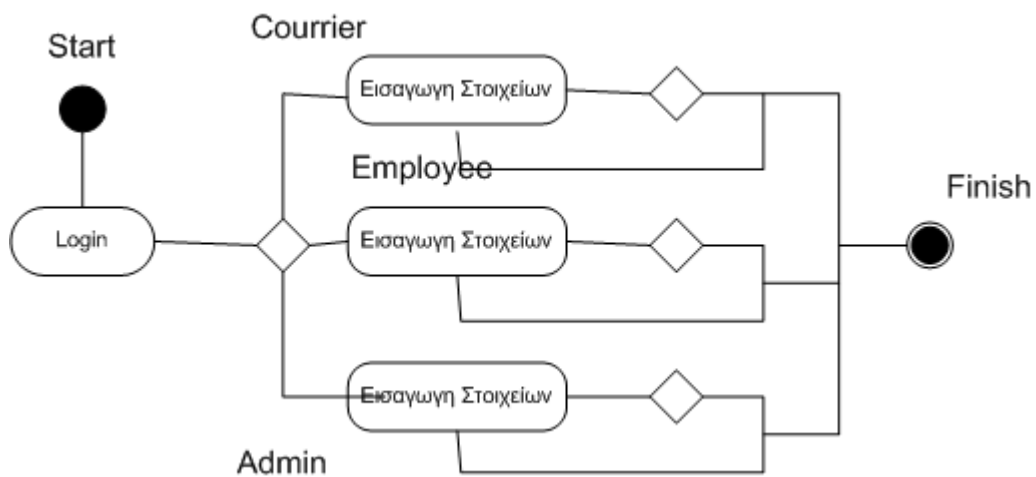 Courrier
Start
Εισαγωγη Στοιχείων
Employee
Finish
Login
Εισαγωγη Στοιχείων
Εισαγωγη Στοιχείων
Admin